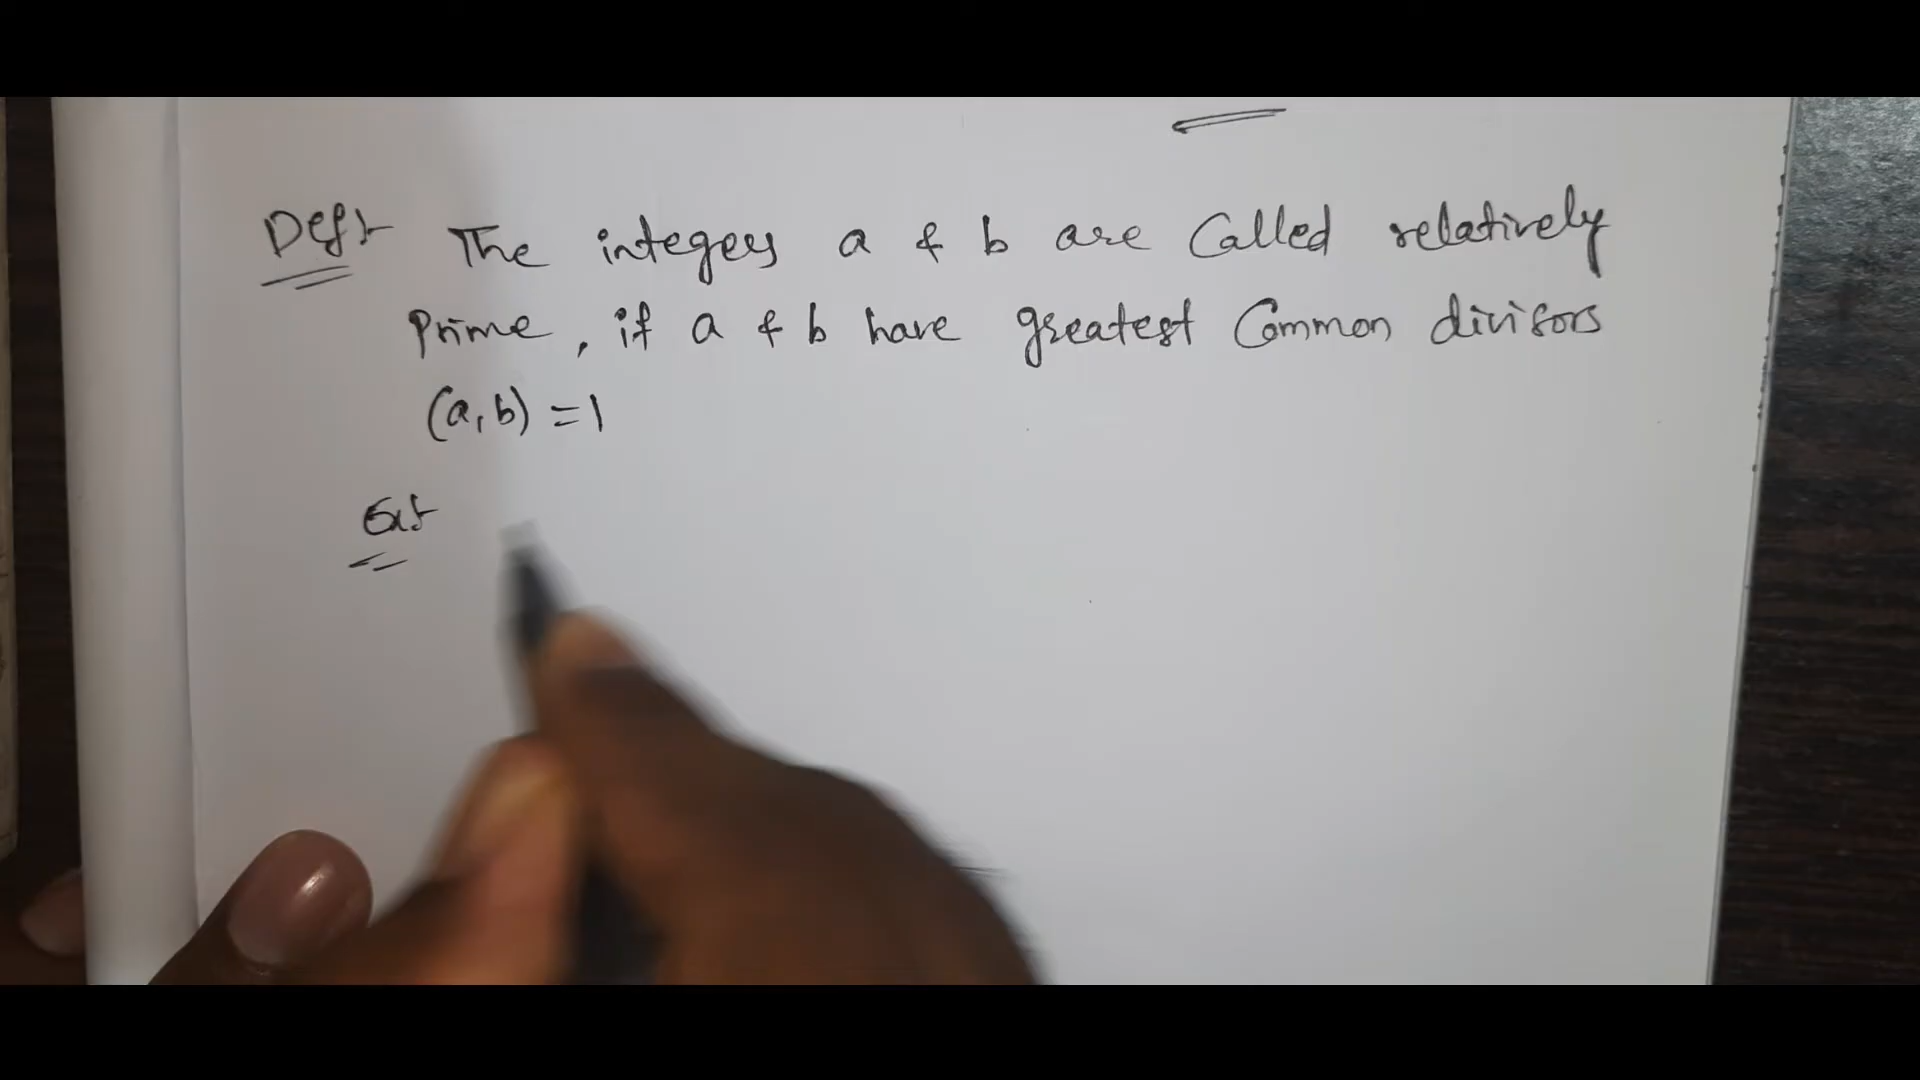 Def:- The integers a & b are Called relatively
Prime, if a & b have greatest Common divisors
(a, b) = 1
Ex:-